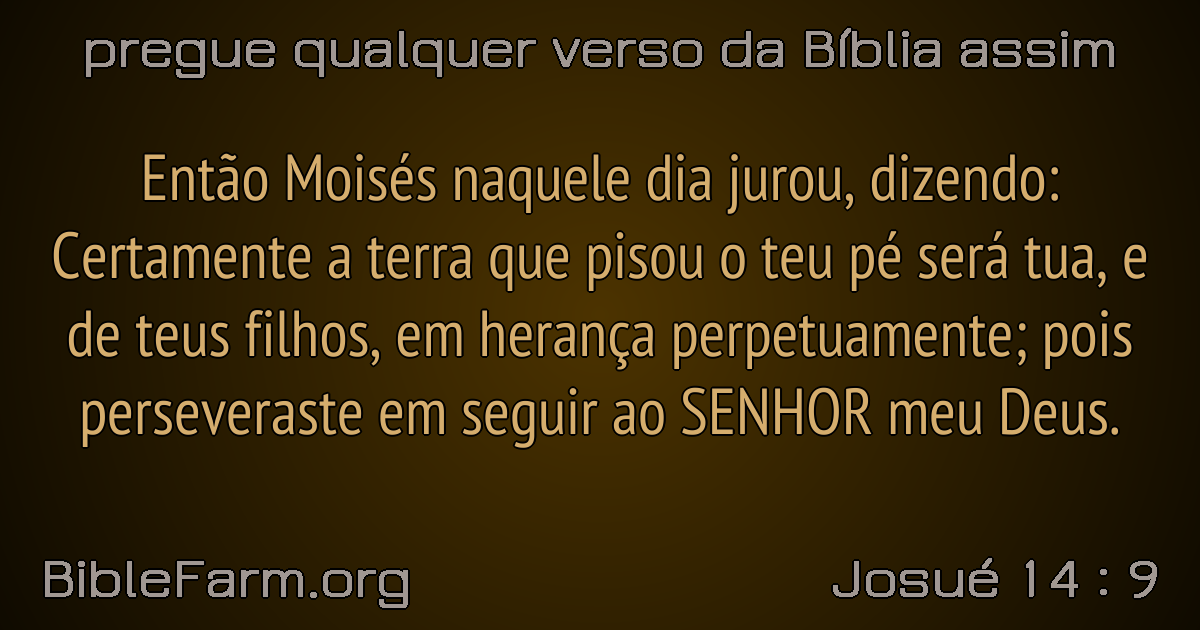 pregue qualquer verso da Bíblia assim
Então Moisés naquele dia jurou, dizendo:
Certamente a terra que pisou o teu pé será tua, e
de teus filhos, em herança perpetuamente; pois
perseveraste em seguir ao SENHOR meu Deus.
BibleFarm.org
Josué 14 : 9